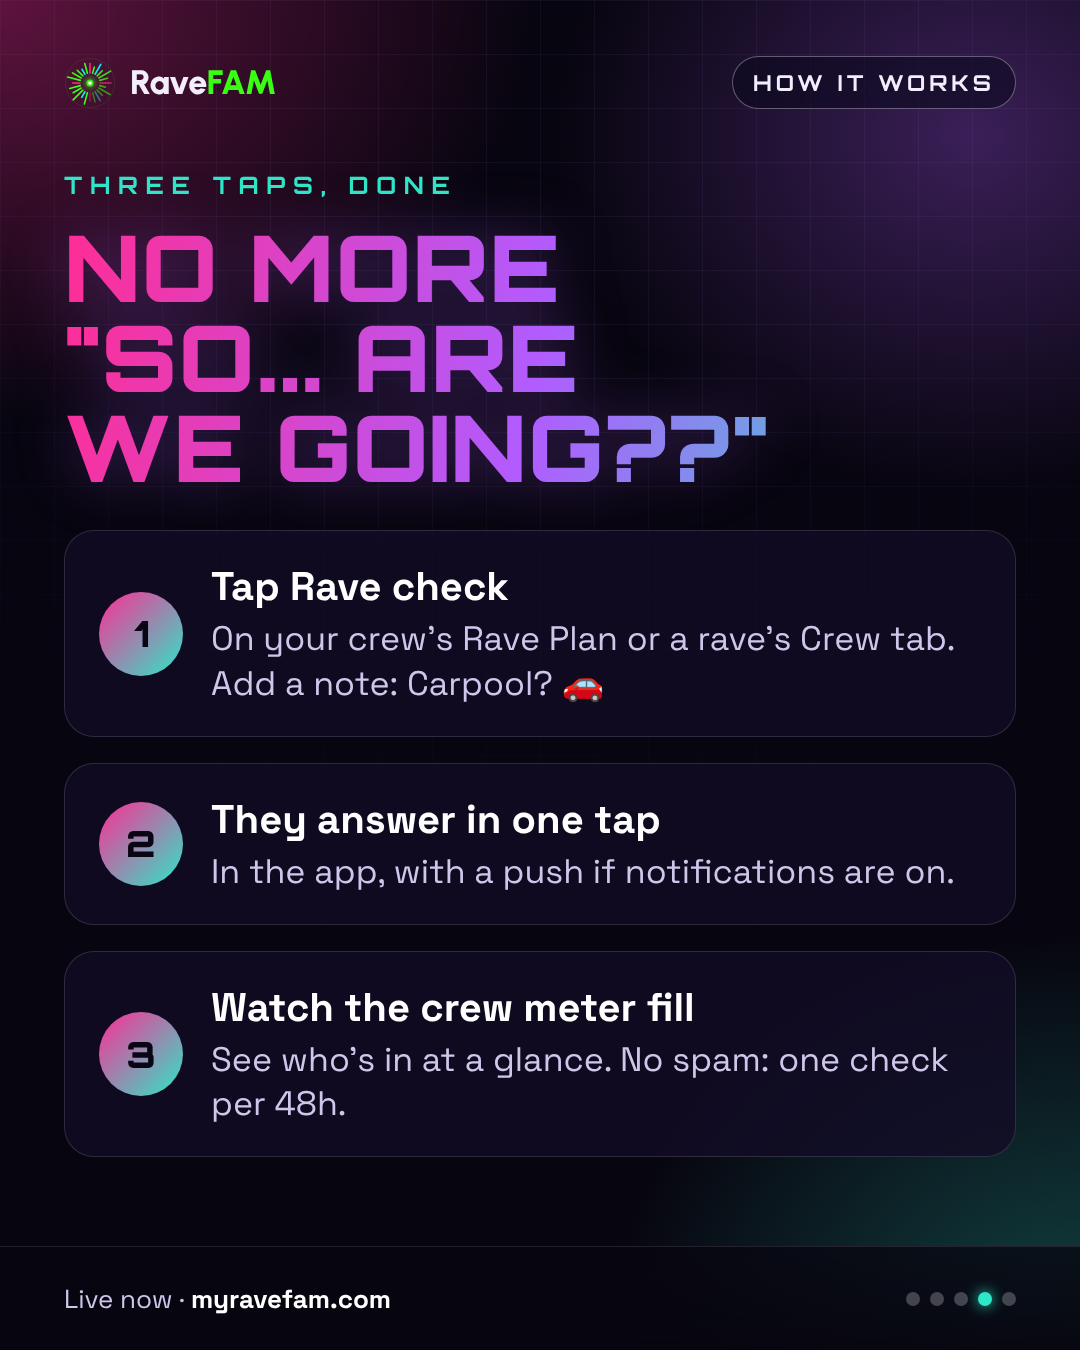 RaveFAM
HOW IT WORKS
THREE TAPS, DONE
NO MORE
"SO... ARE
WE GOING??"
1
Tap Rave check
On your crew’s Rave Plan or a rave’s Crew tab.
Add a note: Carpool? 🚗
2
They answer in one tap
In the app, with a push if notifications are on.
3
Watch the crew meter fill
See who’s in at a glance. No spam: one check
per 48h.
Live now · myravefam.com